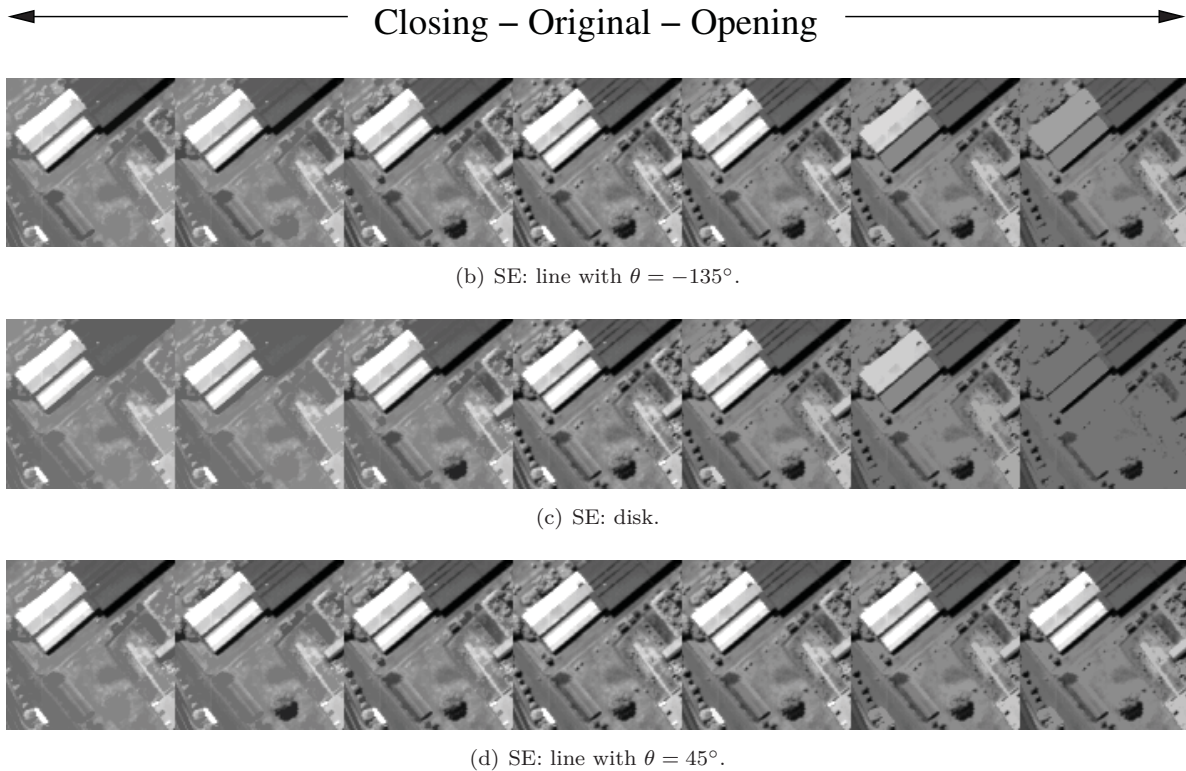 Closing – Original – Opening
(b) SE: line with θ = −135°.
(c) SE: disk.
(d) SE: line with θ = 45°.